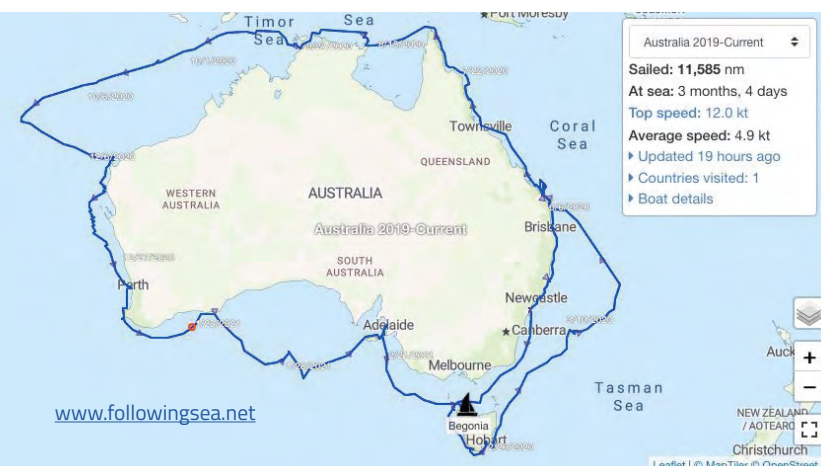 Timor
Sea
Sea
Port Moresby
Australia 2019-Current
Sailed: 11,585 nm
At sea: 3 months, 4 days
Top speed: 12.0 kt
Average speed: 4.9 kt
Updated 19 hours ago
Countries visited: 1
Boat details
Townsville
Coral
Sea
QUEENSLAND
WESTERN
AUSTRALIA
AUSTRALIA
Australia 2019-Current
Brisbane
SOUTH
AUSTRALIA
Perth
Newcastle
Adelaide
Canberra
Melbourne
Auck
+
−
Tasman
Sea
www.followingsea.net
Begonia
Hobart
NEW ZEALAND
/ AOTEARO
Christchurch
Leaflet | © MapTiler © OpenStreet